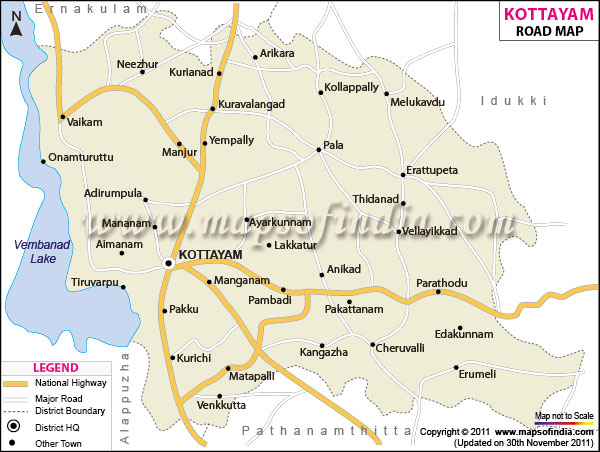 Ernakulam
KOTTAYAM
ROAD MAP
N
Arikara
Neezhur
Kurianad
Kollappally
Melukavdu
Idukki
Kuravalangad
Vaikam
Manjur
Yempally
Pala
Onamturuttu
Erattupeta
Adirumpula
Thidanad
www.mapsofindia.com
Mananam
Ayarkunnam
Vellayikkad
Aimanam
Lakkatur
Vembanad
Lake
KOTTAYAM
Anikad
Tiruvarpu
Manganam
Parathodu
Pambadi
Pakku
Pakattanam
Edakunnam
Kurichi
Kangazha
Cheruvalli
Matapalli
Erumeli
Venkkutta
Alappuzha
Pathanamthitta
LEGEND
National Highway
Major Road
District Boundary
District HQ
Other Town
Map not to Scale
Copyright © 2011 www.mapsofindia.com
(Updated on 30th November 2011)